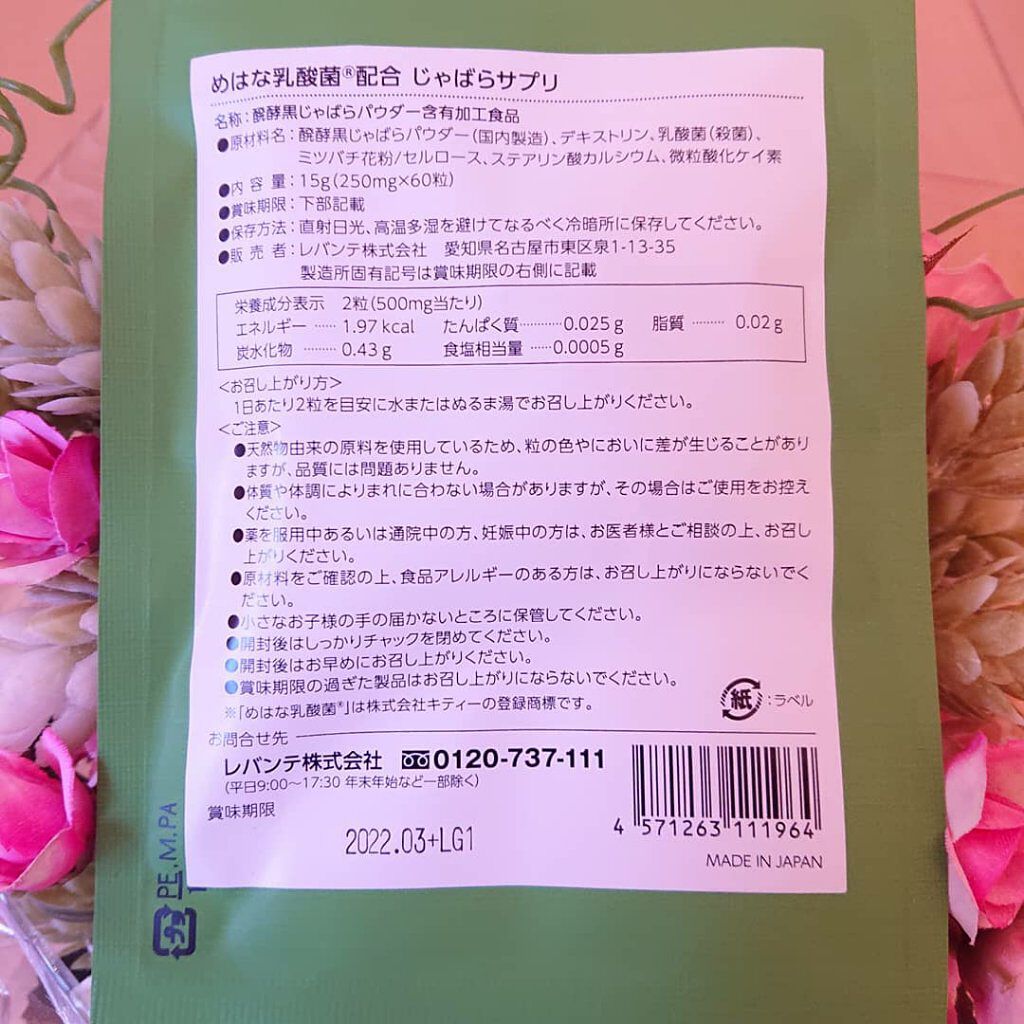 めはな乳酸菌®配合 じゃばらサプリ
名称：醗酵黒じゃばらパウダー含有加工食品
●原材料名：醗酵黒じゃばらパウダー（国内製造）、デキストリン、乳酸菌（殺菌）、
ミツバチ花粉/セルロース、ステアリン酸カルシウム、微粒酸化ケイ素
●内容量：15g（250mg×60粒）
●賞味期限：下部記載
●保存方法：直射日光、高温多湿を避けてなるべく冷暗所に保存してください。
●販売者：レバンテ株式会社　愛知県名古屋市東区泉1-13-35
製造所固有記号は賞味期限の右側に記載
栄養成分表示　2粒（500mg当たり）
エネルギー……1.97kcal　たんぱく質…………0.025g　脂質………0.02g
炭水化物………0.43g　食塩相当量……0.0005g
＜お召し上がり方＞
1日あたり2粒を目安に水またはぬるま湯でお召し上がりください。
＜ご注意＞
●天然物由来の原料を使用しているため、粒の色やにおいに差が生じることがあり
ますが、品質には問題ありません。
●体質や体調によりまれに合わない場合がありますが、その場合はご使用をお控え
ください。
●薬を服用中あるいは通院中の方、妊娠中の方は、お医者様とご相談の上、お召し
上がりください。
●原材料をご確認の上、食品アレルギーのある方は、お召し上がりにならないでく
ださい。
●小さなお子様の手の届かないところに保管してください。
●開封後はしっかりチャックを閉めてください。
●開封後はお早めにお召し上がりください。
●賞味期限の過ぎた製品はお召し上がりにならないでください。
※「めはな乳酸菌®」は株式会社キティーの登録商標です。
紙：ラベル
お問合せ先
レバンテ株式会社　0120-737-111
（平日9:00〜17:30 年末年始など一部除く）
賞味期限
2022.03+LG1
4 571263 111964
MADE IN JAPAN
PE,M,PA
プラ